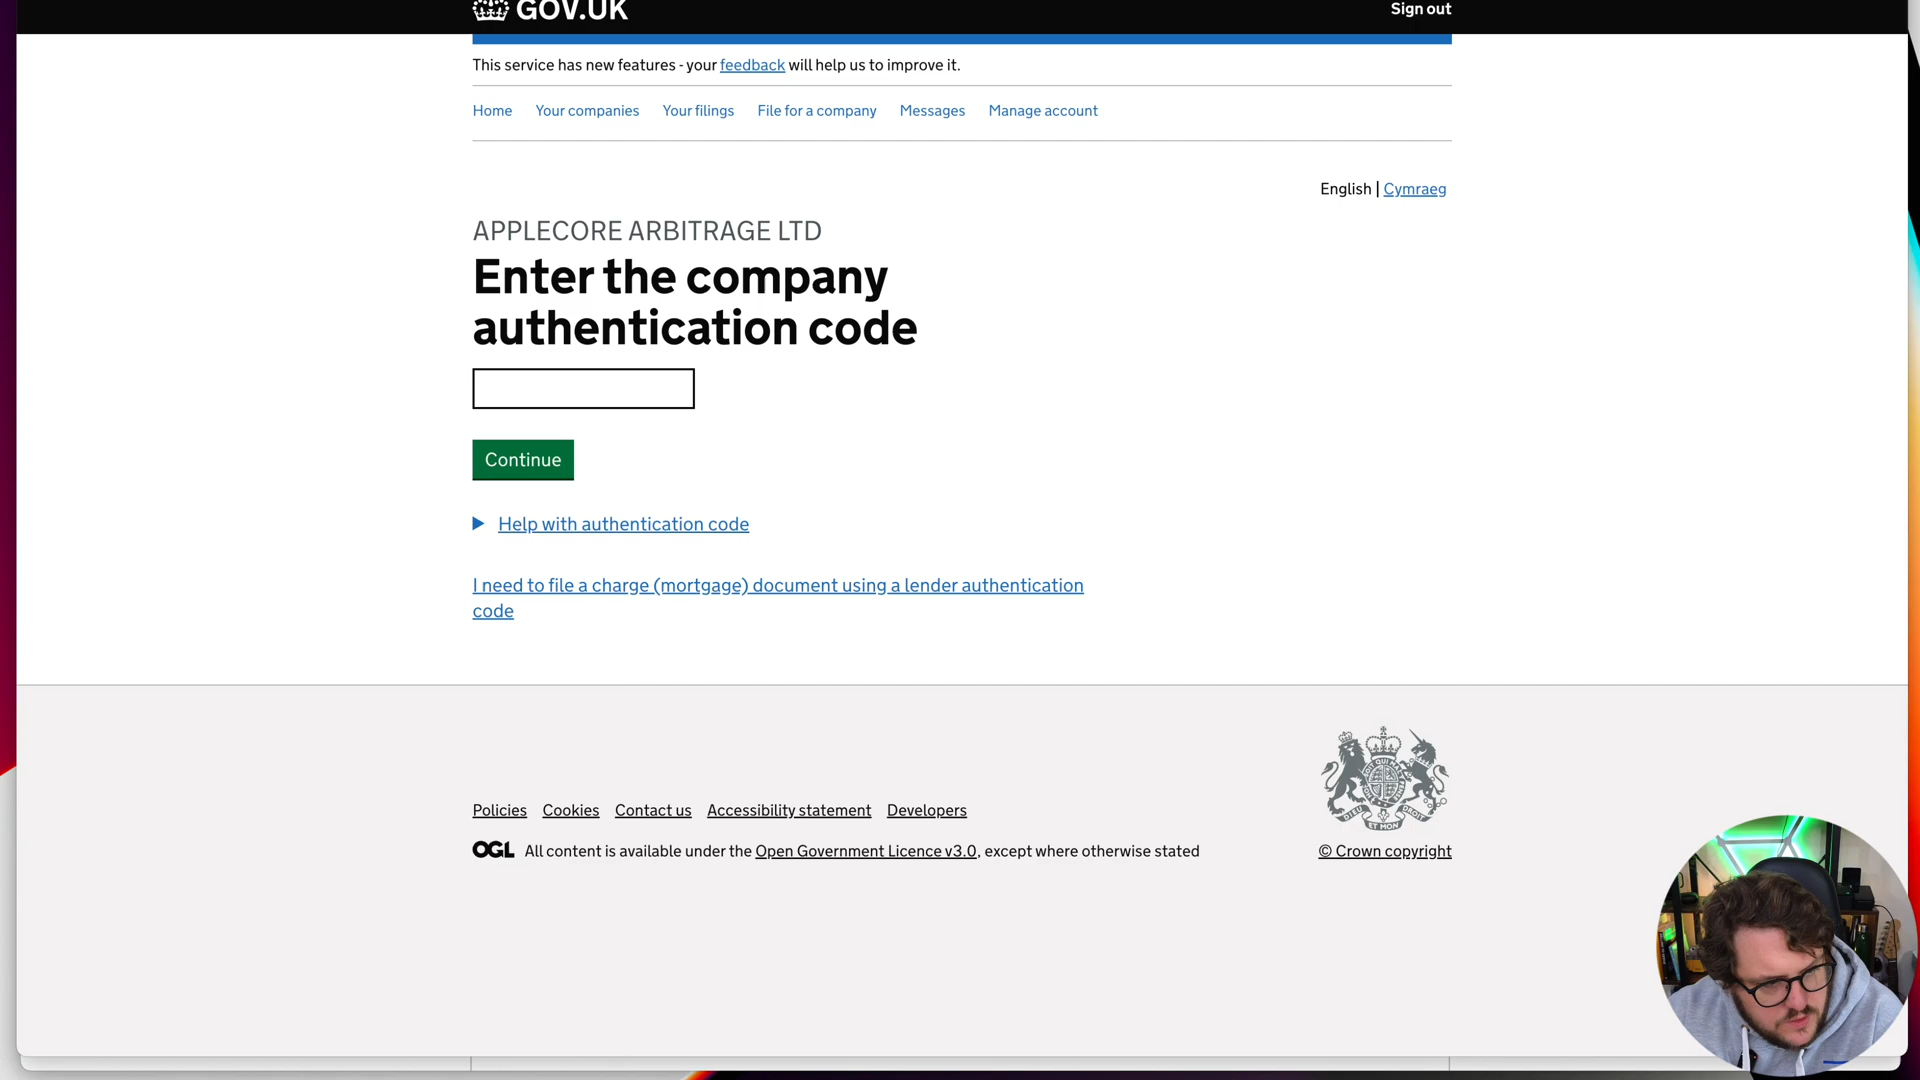 GOV.UK
Sign out
This service has new features - your feedback will help us to improve it.
Home Your companies Your filings File for a company Messages Manage account
English | Cymraeg
APPLECORE ARBITRAGE LTD
Enter the company
authentication code
Continue
Help with authentication code
I need to file a charge (mortgage) document using a lender authentication
code
Policies Cookies Contact us Accessibility statement Developers
OGL All content is available under the Open Government Licence v3.0, except where otherwise stated
© Crown copyright